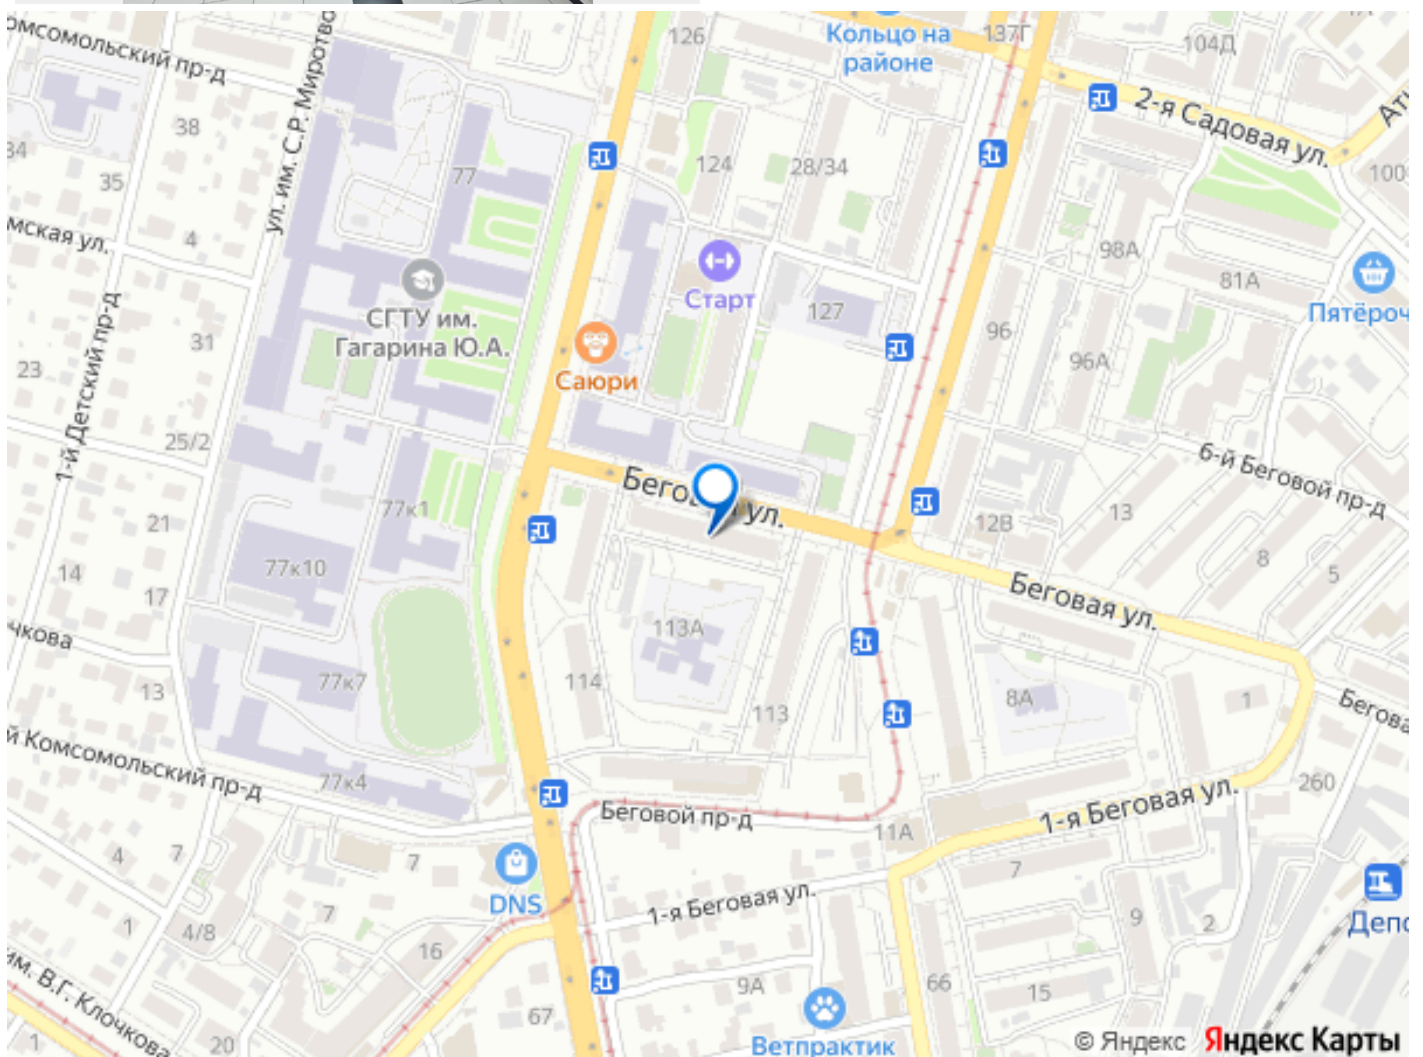 126
Кольцо на
районе
137Г
104Д
омсомольский пр-д
ул. им. С.Р. Миротво
2-я Садовая ул.
38
34
35
77
124
28/34
100
мская ул.
4
98А
81А
СГТУ им.
Гагарина Ю.А.
Старт
127
Пятёроч
1-й Детский пр-д
31
23
96
96А
Саюри
25/2
6-й Беговой пр-д
Беговая ул.
77к1
21
12В
13
77к10
14
17
8
5
Беговая ул.
113А
чкова
77к7
13
114
113
8А
1
Бегова
й Комсомольский пр-д
77к4
260
Беговой пр-д
11А
1-я Беговая ул.
4
7
7
7
DNS
1-я Беговая ул.
7
1
4/8
16
9
2
Депо
им. В.Г. Клочкова
9А
66
15
67
1
20
Ветпрактик
© Яндекс Яндекс Карты